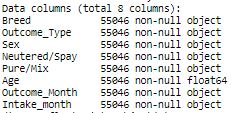 Data columns (total 8 columns):
Breed 55046 non-null object
Outcome_Type 55046 non-null object
Sex 55046 non-null object
Neutered/Spay 55046 non-null object
Pure/Mix 55046 non-null object
Age 55046 non-null float64
Outcome_Month 55046 non-null object
Intake_month 55046 non-null object